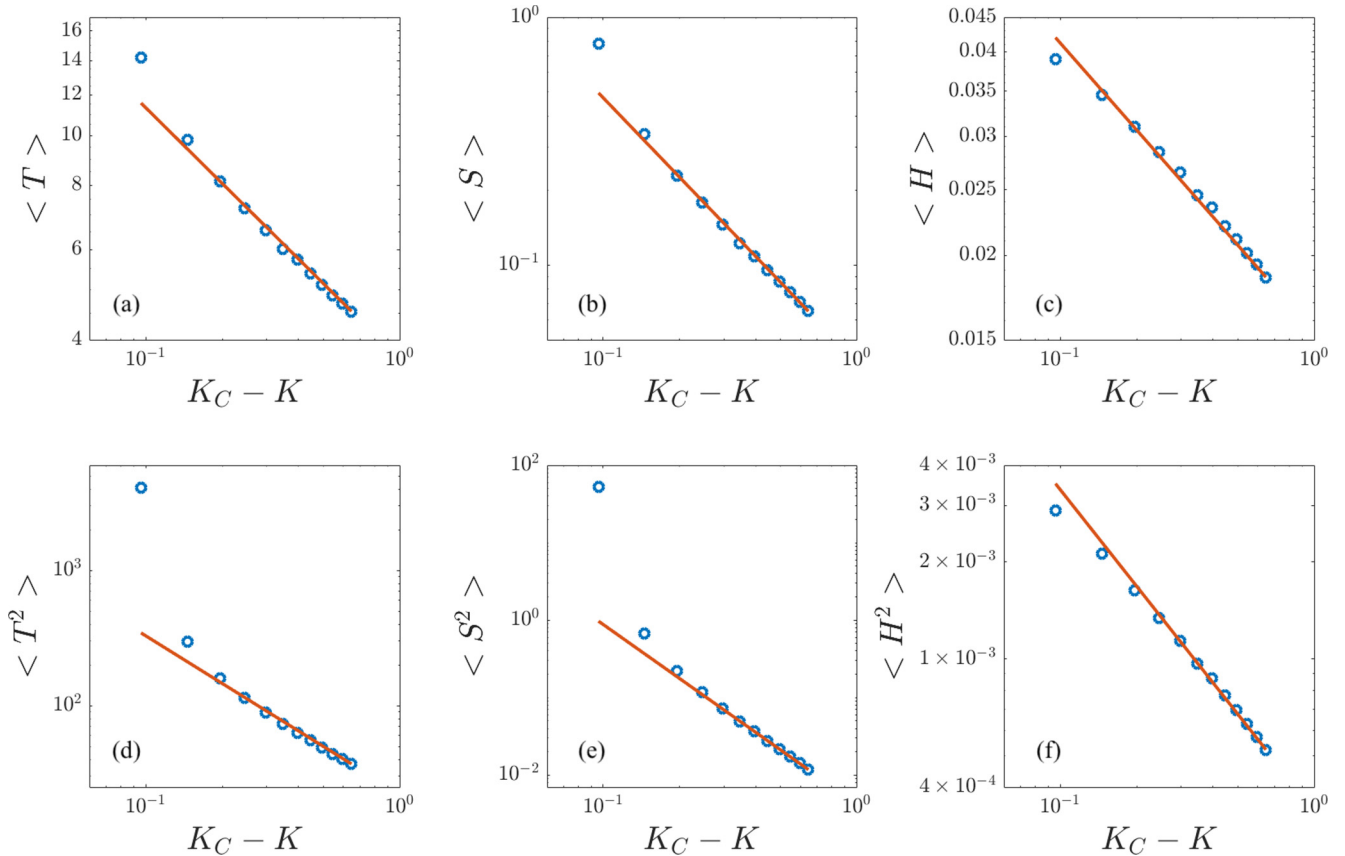 16
14
12
10
8
6
4
< T >
(a)
10^{-1}
10^{0}
K_C − K
10^{0}
10^{-1}
< S >
(b)
10^{-1}
10^{0}
K_C − K
0.045
0.04
0.035
0.03
0.025
0.02
0.015
< H >
(c)
10^{-1}
10^{0}
K_C − K
10^{3}
10^{2}
< T^2 >
(d)
10^{-1}
10^{0}
K_C − K
10^{2}
10^{0}
10^{-2}
< S^2 >
(e)
10^{-1}
10^{0}
K_C − K
4 × 10^{-3}
3 × 10^{-3}
2 × 10^{-3}
1 × 10^{-3}
4 × 10^{-4}
< H^2 >
(f)
10^{-1}
10^{0}
K_C − K